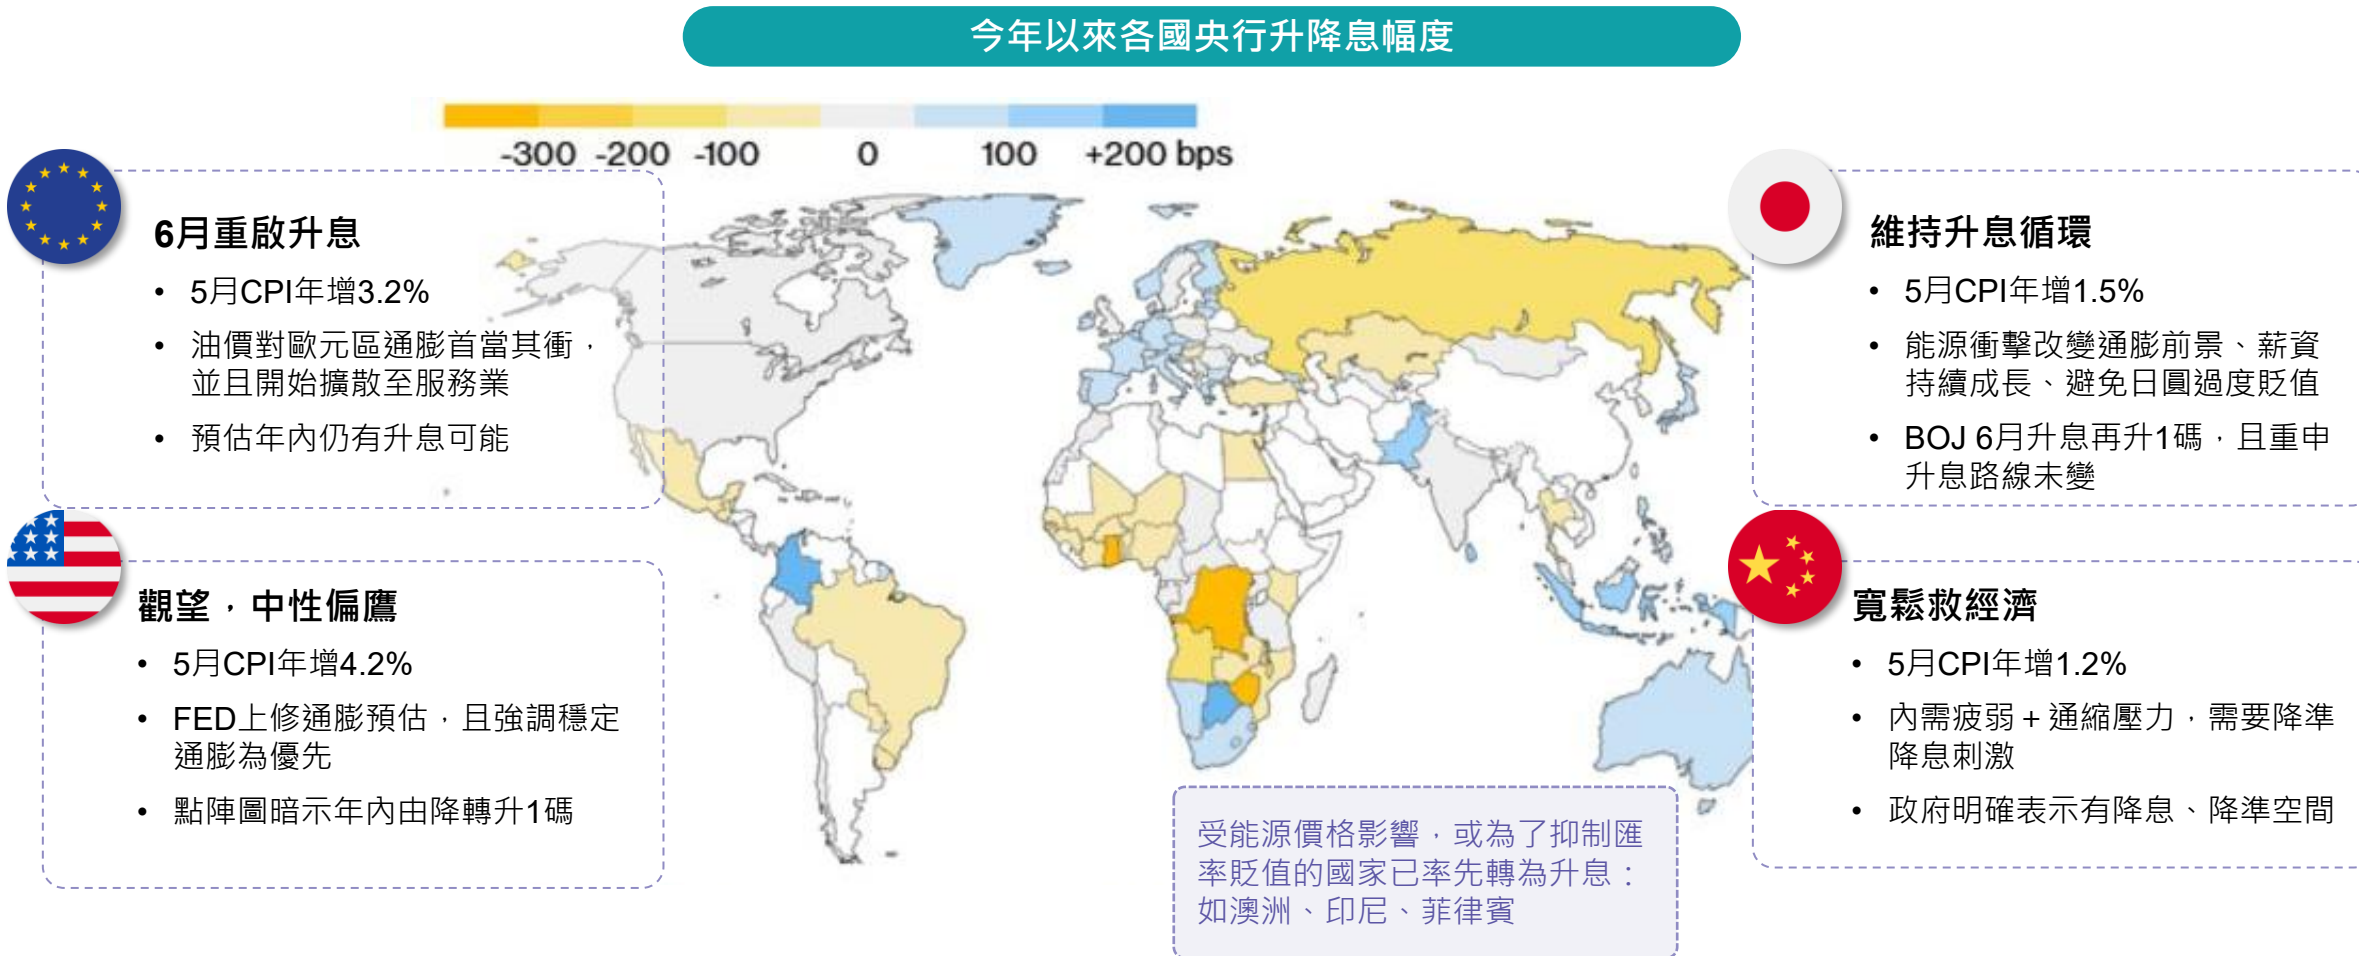 今年以來各國央行升降息幅度
-300 -200 -100 0 100 +200 bps
6月重啟升息
• 5月CPI年增3.2%
• 油價對歐元區通膨首當其衝，
並且開始擴散至服務業
• 預估年內仍有升息可能
觀望，中性偏鷹
• 5月CPI年增4.2%
• FED上修通膨預估，且強調穩定
通膨為優先
• 點陣圖暗示年內由降轉升1碼
維持升息循環
• 5月CPI年增1.5%
• 能源衝擊改變通膨前景、薪資
持續成長、避免日圓過度貶值
• BOJ 6月升息再升1碼，且重申
升息路線未變
寬鬆救經濟
• 5月CPI年增1.2%
• 內需疲弱＋通縮壓力，需要降準
降息刺激
• 政府明確表示有降息、降準空間
受能源價格影響，或為了抑制匯
率貶值的國家已率先轉為升息：
如澳洲、印尼、菲律賓